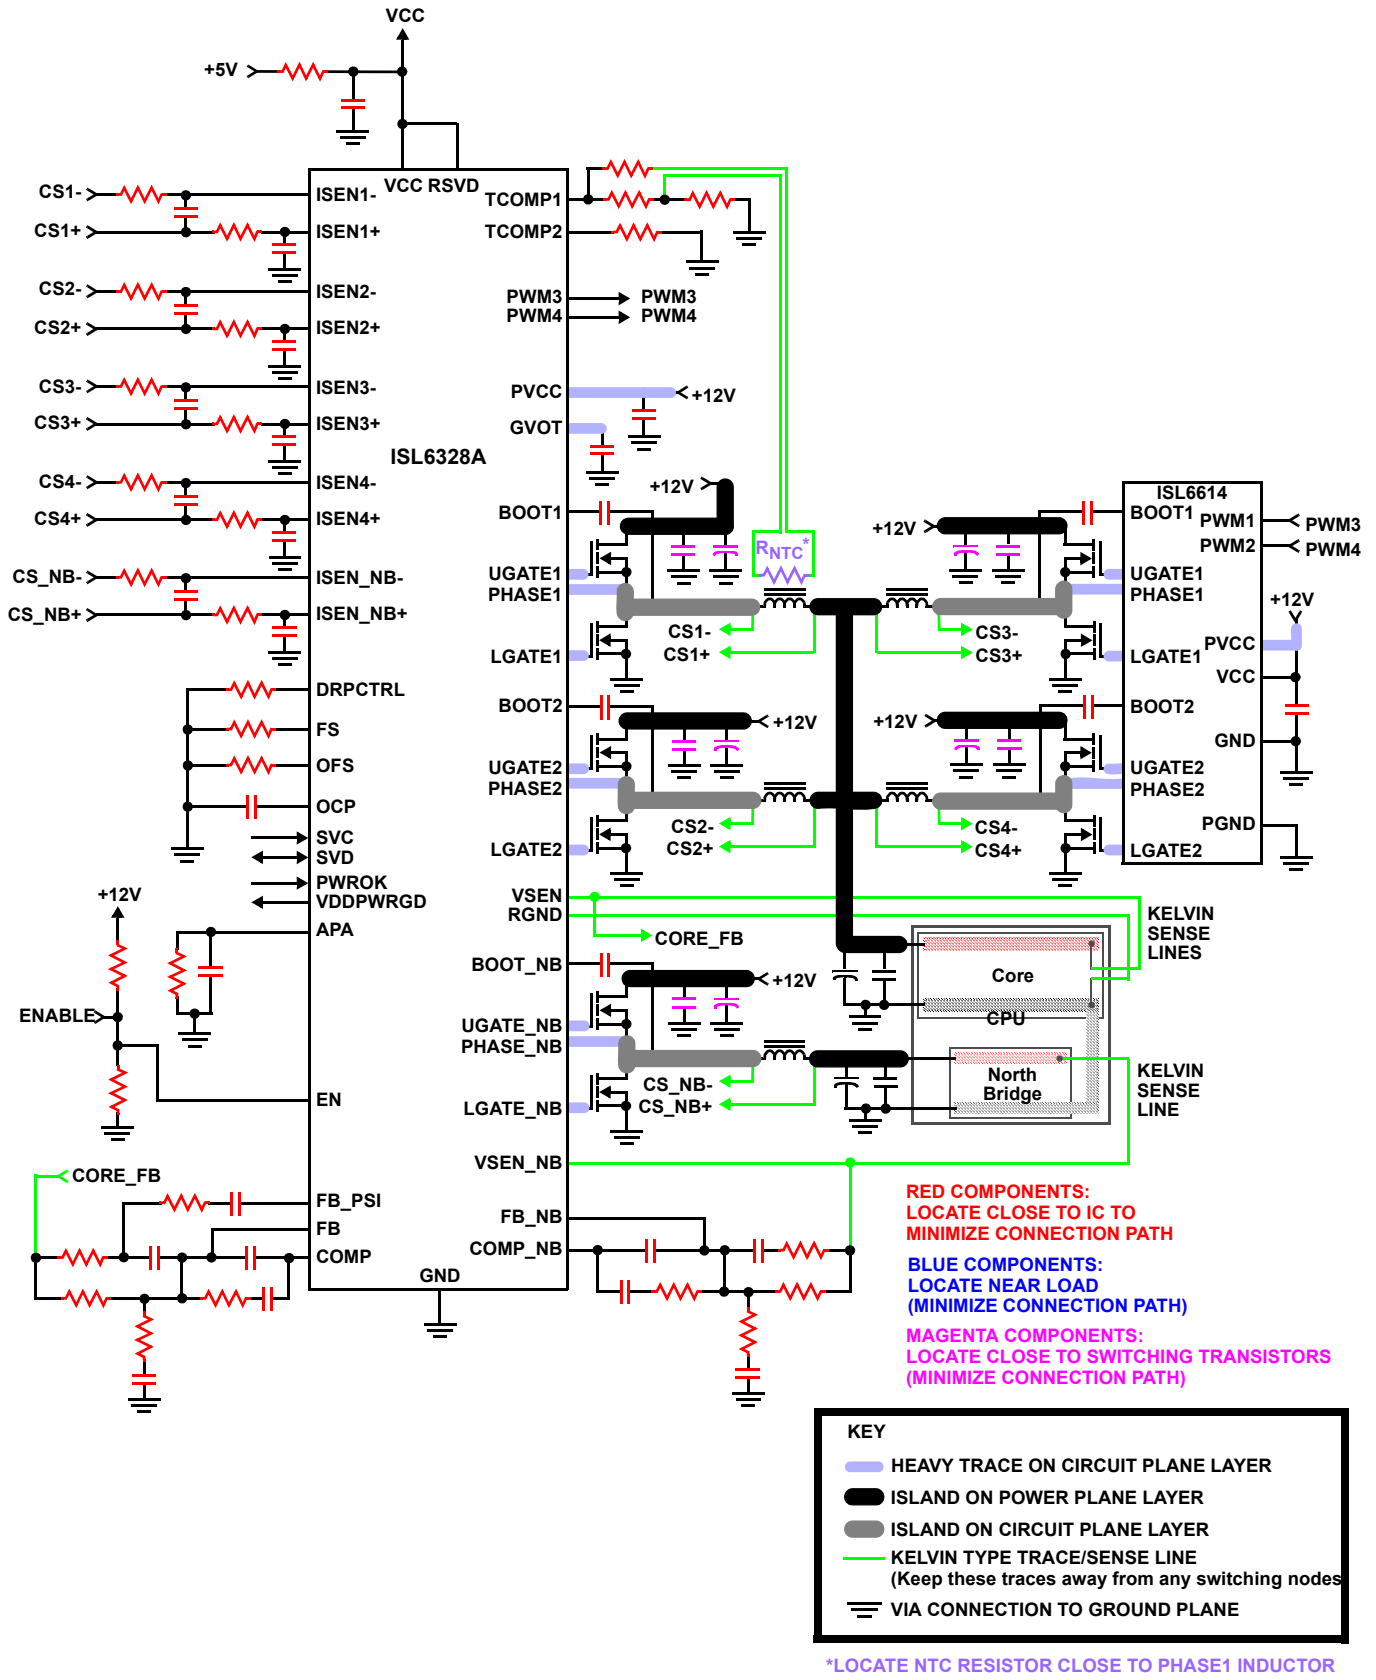 VCC
+5V
VCC RSVD
CS1-
ISEN1-
CS1+
ISEN1+
CS2-
ISEN2-
CS2+
ISEN2+
CS3-
ISEN3-
CS3+
ISEN3+
CS4-
ISEN4-
CS4+
ISEN4+
CS_NB-
ISEN_NB-
CS_NB+
ISEN_NB+
DRPCTRL
FS
OFS
OCP
SVC
SVD
PWROK
VDDPWRGD
+12V
APA
ENABLE
EN
CORE_FB
FB_PSI
FB
COMP
GND
ISL6328A
TCOMP1
TCOMP2
PWM3
PWM3
PWM4
PWM4
PVCC
+12V
GVOT
+12V
BOOT1
RNTC*
UGATE1
PHASE1
CS1-
CS1+
LGATE1
BOOT2
+12V
UGATE2
PHASE2
CS2-
CS2+
LGATE2
VSEN
RGND
CORE_FB
BOOT_NB
+12V
UGATE_NB
PHASE_NB
CS_NB-
CS_NB+
LGATE_NB
VSEN_NB
FB_NB
COMP_NB
+12V
CS3-
CS3+
+12V
CS4-
CS4+
ISL6614
BOOT1
PWM1
PWM3
PWM2
PWM4
UGATE1
PHASE1
+12V
PVCC
LGATE1
VCC
BOOT2
GND
UGATE2
PHASE2
PGND
LGATE2
KELVIN
SENSE
LINES
Core
CPU
North
Bridge
KELVIN
SENSE
LINE
RED COMPONENTS:
LOCATE CLOSE TO IC TO
MINIMIZE CONNECTION PATH
BLUE COMPONENTS:
LOCATE NEAR LOAD
(MINIMIZE CONNECTION PATH)
MAGENTA COMPONENTS:
LOCATE CLOSE TO SWITCHING TRANSISTORS
(MINIMIZE CONNECTION PATH)
KEY
HEAVY TRACE ON CIRCUIT PLANE LAYER
ISLAND ON POWER PLANE LAYER
ISLAND ON CIRCUIT PLANE LAYER
KELVIN TYPE TRACE/SENSE LINE
(Keep these traces away from any switching nodes
VIA CONNECTION TO GROUND PLANE
*LOCATE NTC RESISTOR CLOSE TO PHASE1 INDUCTOR